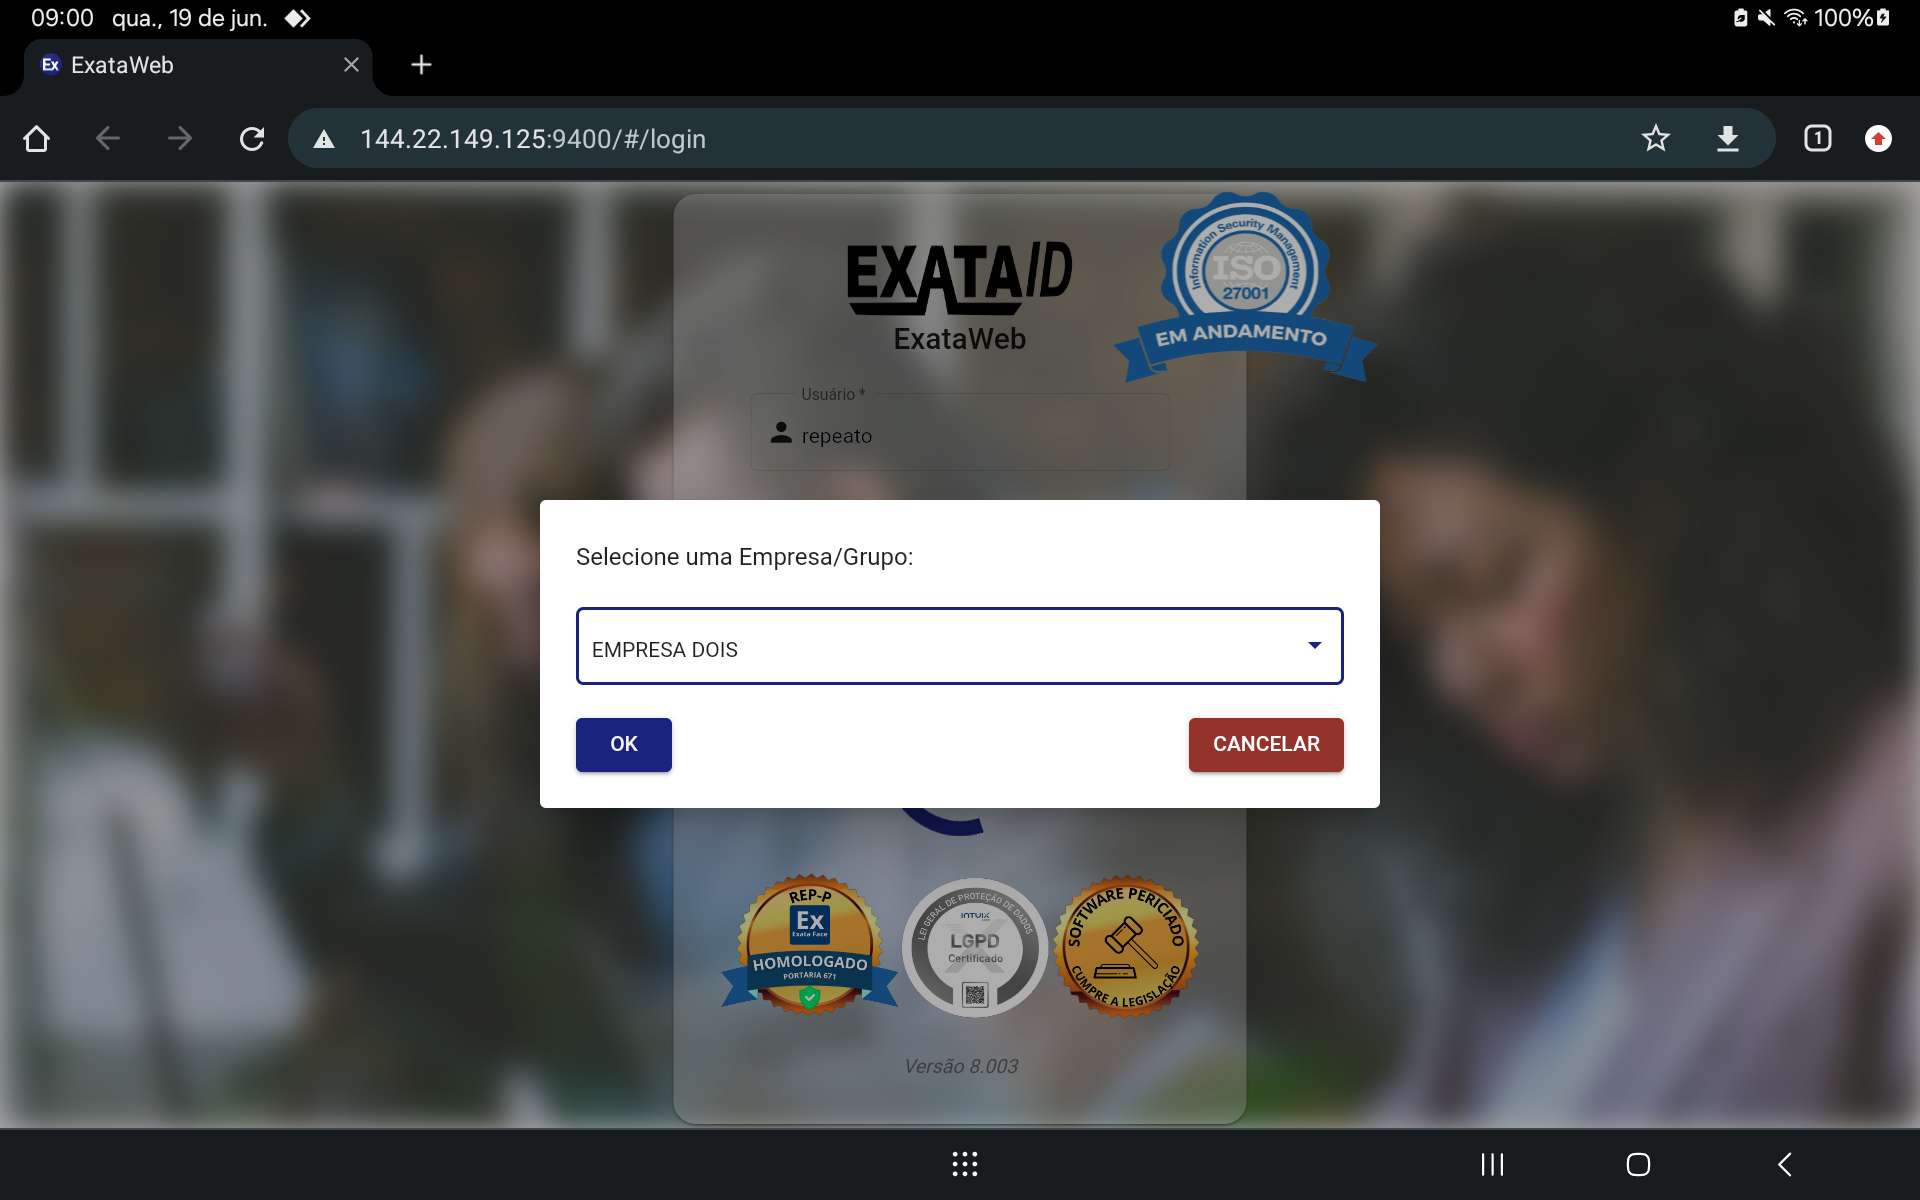 09:00 qua., 19 de jun. 100%
Ex ExataWeb
144.22.149.125:9400/#/login 1
EXATAID
ExataWeb
Information Security Management
ISO
27001
EM ANDAMENTO
Usuário *
repeato
Selecione uma Empresa/Grupo:
EMPRESA DOIS
OK CANCELAR
REP-P
Ex
Exata Face
HOMOLOGADO
PORTARIA 671
LEI GERAL DE PROTEÇÃO DE DADOS
INTUIX
LGPD
Certificado
SOFTWARE PERICIADO
CUMPRE A LEGISLAÇÃO
Versão 8.003